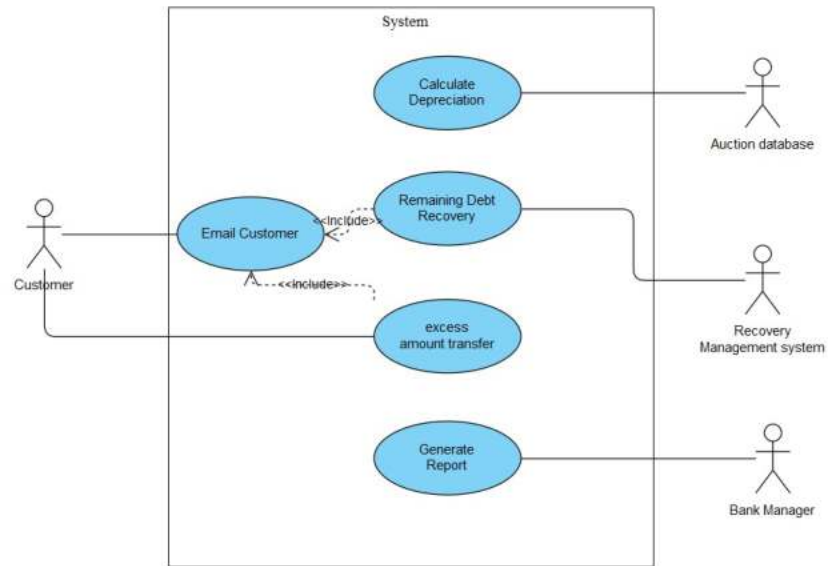 System
Calculate
Depreciation
Auction database
Remaining Debt
Recovery
<<Include>>
Email Customer
Customer
<<Include>>
Recovery
Management system
excess
amount transfer
Generate
Report
Bank Manager